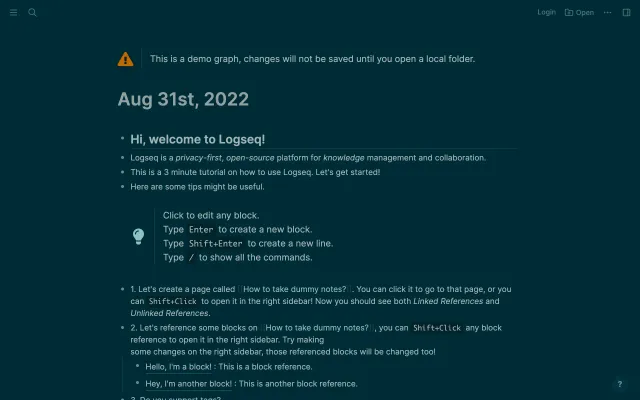 Login Open
This is a demo graph, changes will not be saved until you open a local folder.
Aug 31st, 2022
Hi, welcome to Logseq!
Logseq is a privacy-first, open-source platform for knowledge management and collaboration.
This is a 3 minute tutorial on how to use Logseq. Let's get started!
Here are some tips might be useful.
Click to edit any block.
Type Enter to create a new block.
Type Shift+Enter to create a new line.
Type / to show all the commands.
1. Let's create a page called [[How to take dummy notes?]]. You can click it to go to that page, or you
can Shift+Click to open it in the right sidebar! Now you should see both Linked References and
Unlinked References.
2. Let's reference some blocks on [[How to take dummy notes?]], you can Shift+Click any block
reference to open it in the right sidebar. Try making
some changes on the right sidebar, those referenced blocks will be changed too!
Hello, I'm a block! : This is a block reference.
Hey, I'm another block! : This is another block reference.
3. Do you support tags?
?